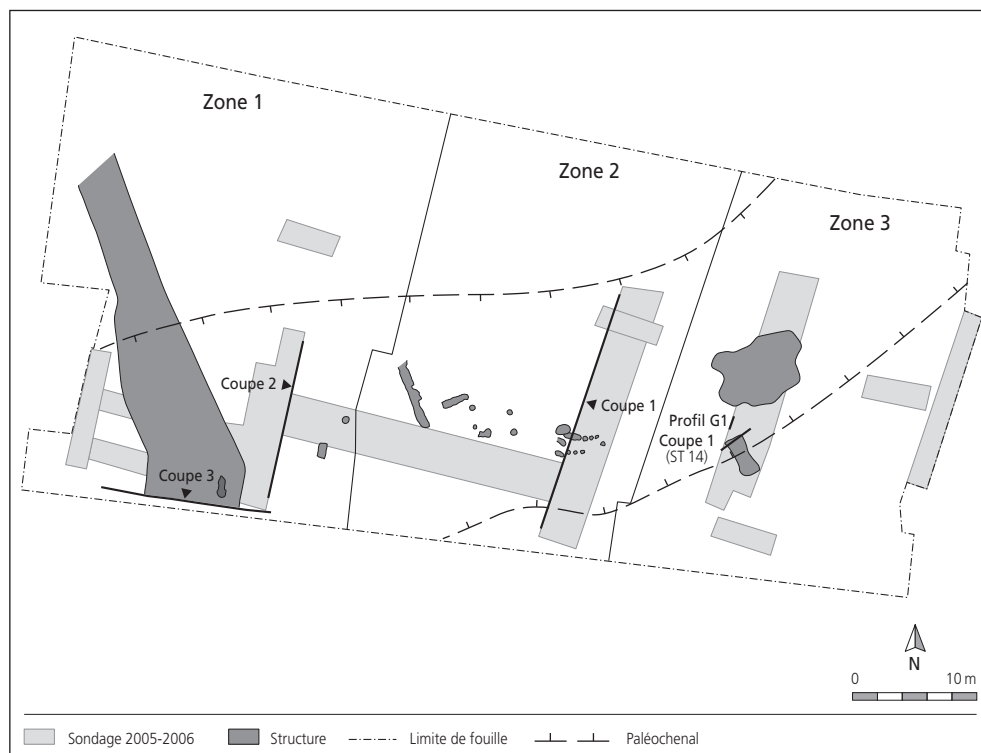 Zone 1
Zone 2
Zone 3
Coupe 2
Coupe 1
Profil G1
Coupe 1
(ST 14)
Coupe 3
N
0 10 m
Sondage 2005-2006 Structure Limite de fouille Paléochenal